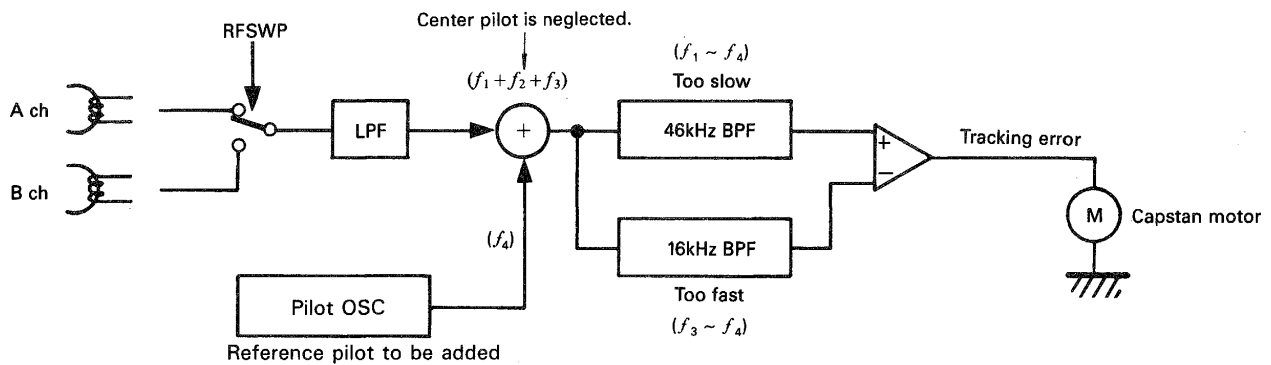 Center pilot is neglected.
RFSWP
(f₁ ~ f₄)
Too slow
(f₁+f₂+f₃)
A ch
LPF
+
46kHz BPF
+
−
Tracking error
B ch
M
Capstan motor
(f₄)
16kHz BPF
Pilot OSC
Too fast
(f₃ ~ f₄)
Reference pilot to be added